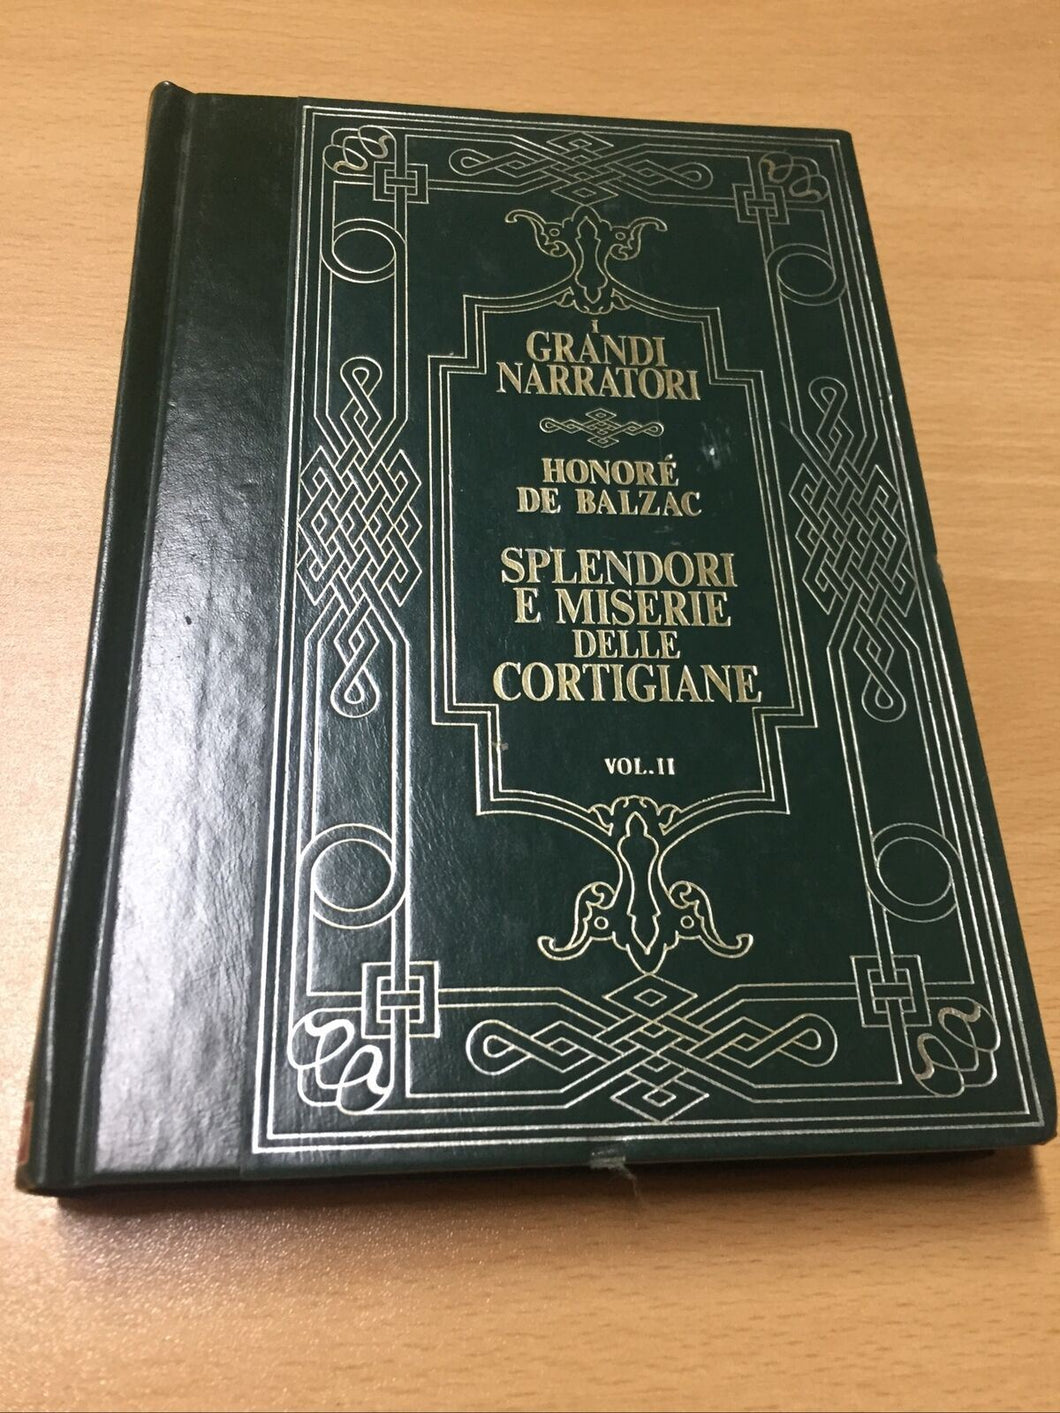 I
GRANDI
NARRATORI
HONORÉ
DE BALZAC
SPLENDORI
E MISERIE
DELLE
CORTIGIANE
VOL.II